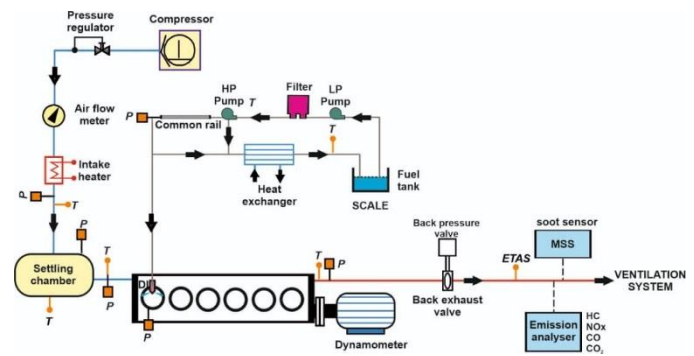 Pressure
regulator
Compressor
Air flow
meter
Intake
heater
P
T
P
Settling
chamber
T
T
P
HP
Pump
T
Filter
LP
Pump
P
Common rail
T
Heat
exchanger
Fuel
tank
SCALE
DI
P
T
P
Dynamometer
Back pressure
valve
Back exhaust
valve
ETAS
soot sensor
MSS
VENTILATION
SYSTEM
Emission
analyser
HC
NOx
CO
CO₂